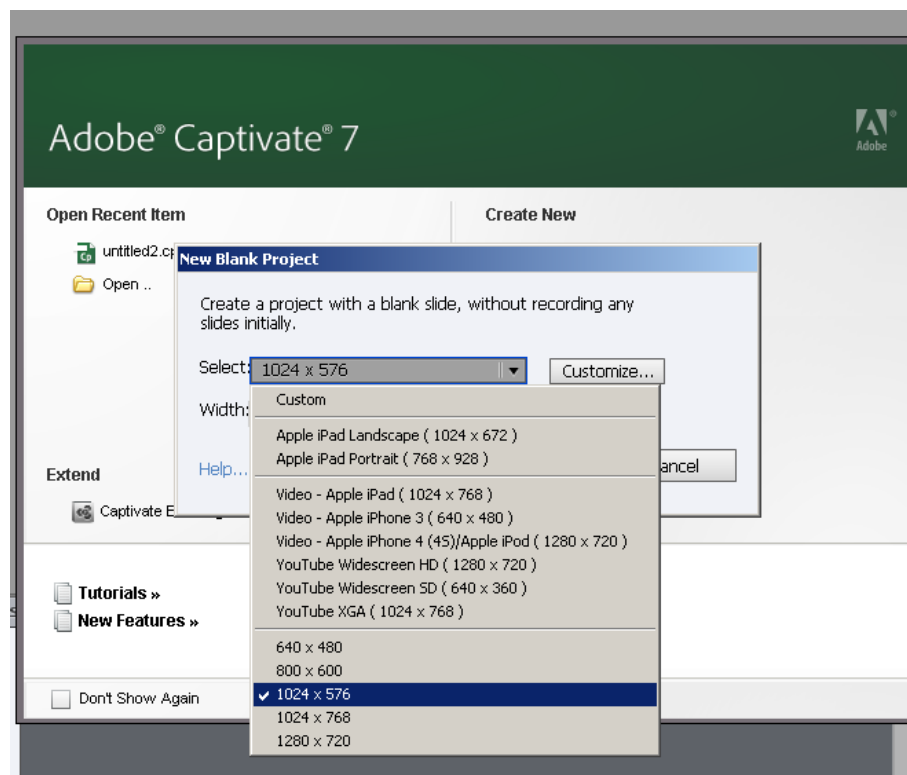 Adobe® Captivate® 7
Adobe
Open Recent Item
Create New
untitled2.cp
Open ..
New Blank Project
Create a project with a blank slide, without recording any
slides initially.
Select:
1024 x 576
Customize...
Width:
Help...
ancel
Custom
Apple iPad Landscape ( 1024 x 672 )
Apple iPad Portrait ( 768 x 928 )
Video - Apple iPad ( 1024 x 768 )
Video - Apple iPhone 3 ( 640 x 480 )
Video - Apple iPhone 4 (4S)/Apple iPod ( 1280 x 720 )
YouTube Widescreen HD ( 1280 x 720 )
YouTube Widescreen SD ( 640 x 360 )
YouTube XGA ( 1024 x 768 )
640 x 480
800 x 600
1024 x 576
1024 x 768
1280 x 720
Extend
Captivate E
Tutorials »
New Features »
Don't Show Again